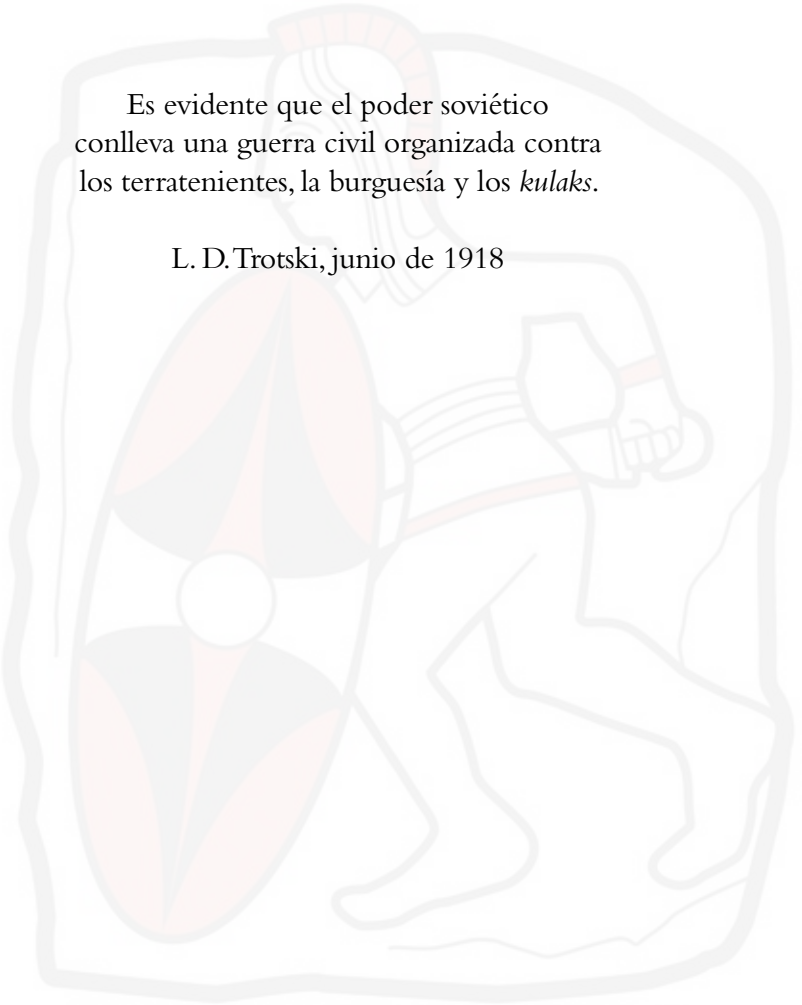 Es evidente que el poder soviético
conlleva una guerra civil organizada contra
los terratenientes, la burguesía y los kulaks.
L. D. Trotski, junio de 1918